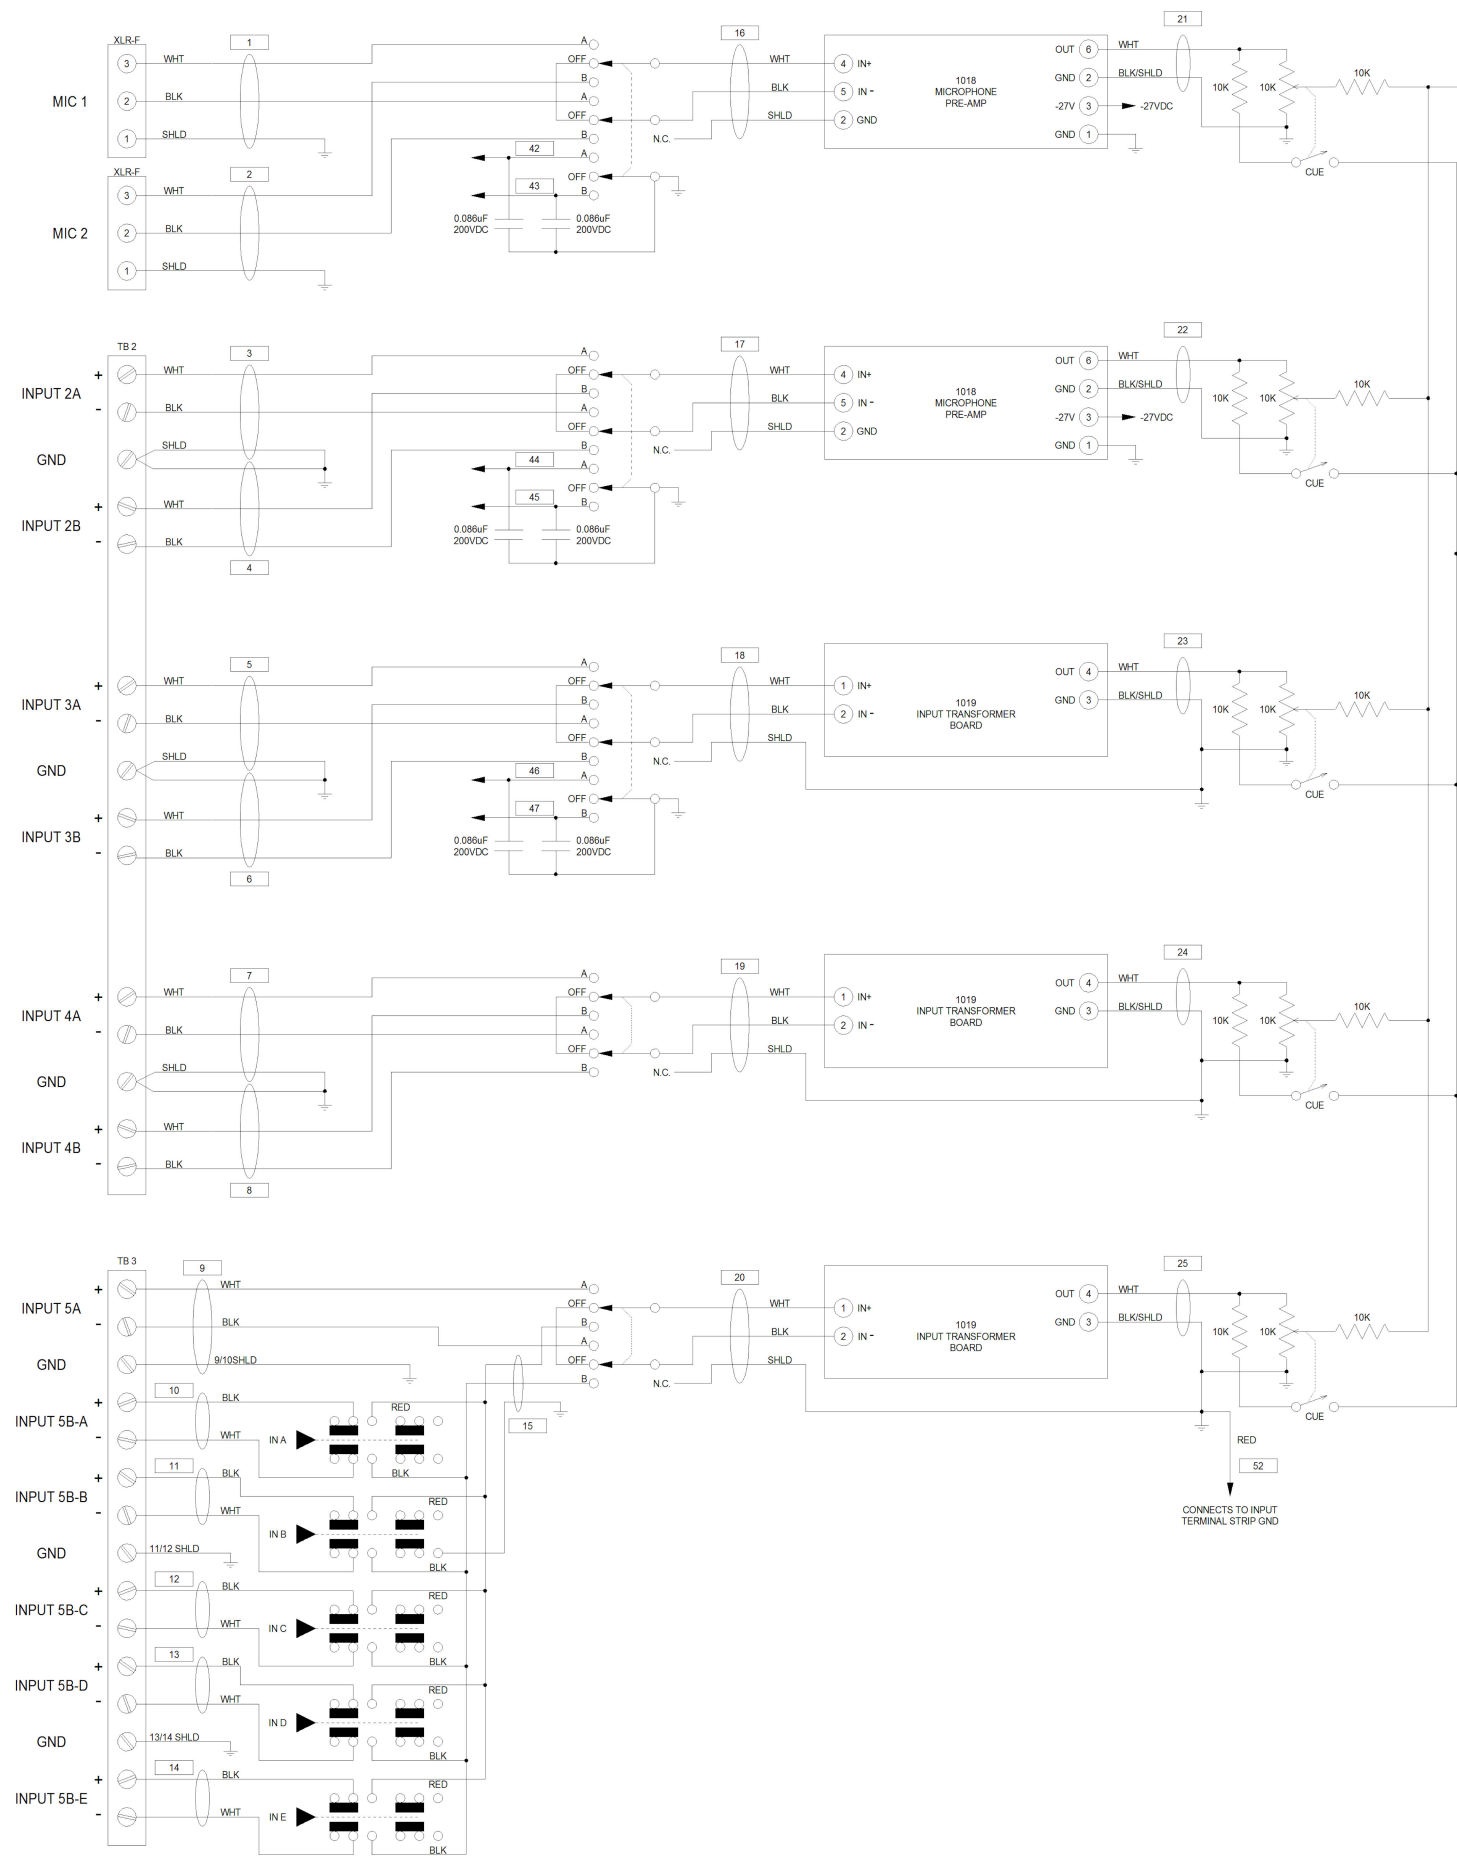 XLR-F
1
3
WHT
MIC 1
2
BLK
1
SHLD
XLR-F
2
3
WHT
MIC 2
2
BLK
1
SHLD
A
OFF
B
A
OFF
B
N.C.
42
A
OFF
43
B
0.086uF
200VDC
0.086uF
200VDC
16
WHT
BLK
SHLD
4 IN+
5 IN -
2 GND
1018
MICROPHONE
PRE-AMP
OUT 6
GND 2
-27V 3
-27VDC
GND 1
21
WHT
BLK/SHLD
10K
10K
10K
CUE
TB 2
3
+
WHT
INPUT 2A
-
BLK
SHLD
GND
+
WHT
INPUT 2B
-
BLK
4
A
OFF
B
A
OFF
B
N.C.
44
A
OFF
45
B
0.086uF
200VDC
0.086uF
200VDC
17
WHT
BLK
SHLD
4 IN+
5 IN -
2 GND
1018
MICROPHONE
PRE-AMP
OUT 6
GND 2
-27V 3
-27VDC
GND 1
22
WHT
BLK/SHLD
10K
10K
10K
CUE
5
+
WHT
INPUT 3A
-
BLK
SHLD
GND
+
WHT
INPUT 3B
-
BLK
6
A
OFF
B
A
OFF
B
N.C.
46
A
OFF
47
B
0.086uF
200VDC
0.086uF
200VDC
18
WHT
BLK
SHLD
1 IN+
2 IN -
1019
INPUT TRANSFORMER
BOARD
OUT 4
GND 3
23
WHT
BLK/SHLD
10K
10K
10K
CUE
7
+
WHT
INPUT 4A
-
BLK
SHLD
GND
+
WHT
INPUT 4B
-
BLK
8
A
OFF
B
A
OFF
B
N.C.
19
WHT
BLK
SHLD
1 IN+
2 IN -
1019
INPUT TRANSFORMER
BOARD
OUT 4
GND 3
24
WHT
BLK/SHLD
10K
10K
10K
CUE
TB 3
9
+
WHT
INPUT 5A
-
BLK
GND
9/10SHLD
A
OFF
B
A
OFF
B
N.C.
15
20
WHT
BLK
SHLD
1 IN+
2 IN -
1019
INPUT TRANSFORMER
BOARD
OUT 4
GND 3
25
WHT
BLK/SHLD
10K
10K
10K
CUE
RED
52
CONNECTS TO INPUT
TERMINAL STRIP GND
10
+
BLK
INPUT 5B-A
-
WHT
IN A
RED
BLK
11
+
BLK
INPUT 5B-B
-
WHT
IN B
RED
BLK
GND
11/12 SHLD
12
+
BLK
INPUT 5B-C
-
WHT
IN C
RED
BLK
13
+
BLK
INPUT 5B-D
-
WHT
IN D
RED
BLK
GND
13/14 SHLD
14
+
BLK
INPUT 5B-E
-
WHT
IN E
RED
BLK